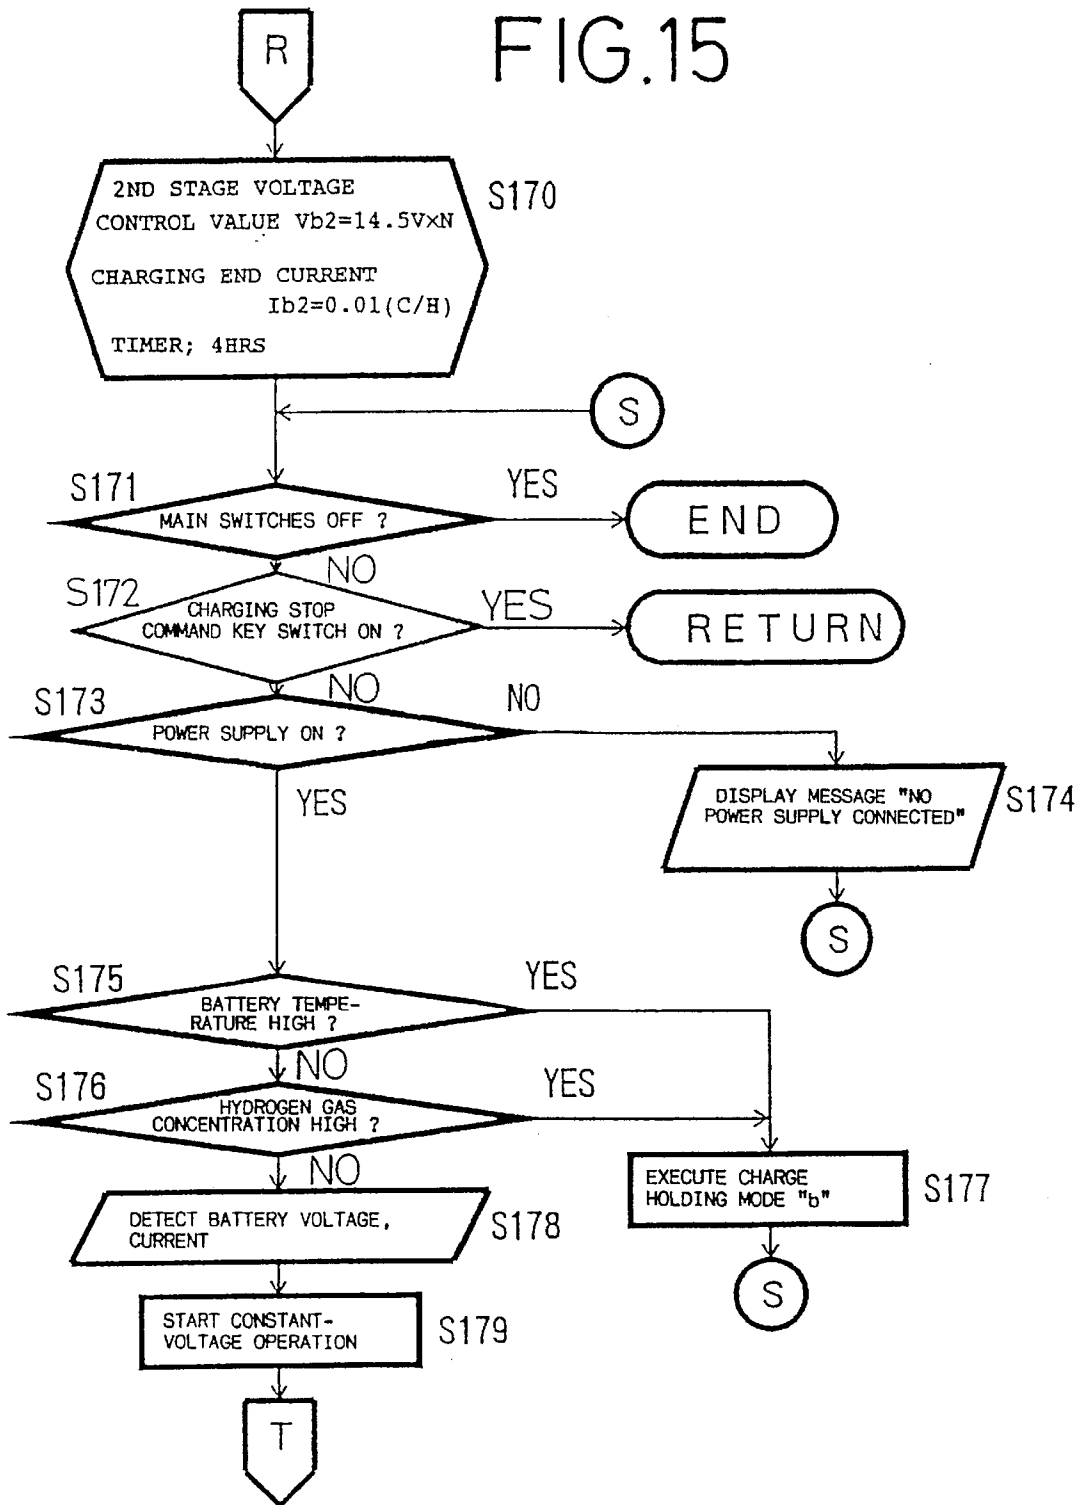 FIG.15
R
2ND STAGE VOLTAGE
CONTROL VALUE Vb2=14.5V×N
CHARGING END CURRENT
Ib2=0.01(C/H)
TIMER; 4HRS
S170
S
S171
MAIN SWITCHES OFF ?
YES
END
NO
S172
CHARGING STOP
COMMAND KEY SWITCH ON ?
YES
RETURN
NO
S173
POWER SUPPLY ON ?
NO
YES
DISPLAY MESSAGE "NO
POWER SUPPLY CONNECTED"
S174
S
S175
BATTERY TEMPE-
RATURE HIGH ?
YES
NO
S176
HYDROGEN GAS
CONCENTRATION HIGH ?
YES
NO
EXECUTE CHARGE
HOLDING MODE "b"
S177
S
DETECT BATTERY VOLTAGE,
CURRENT
S178
START CONSTANT-
VOLTAGE OPERATION
S179
T